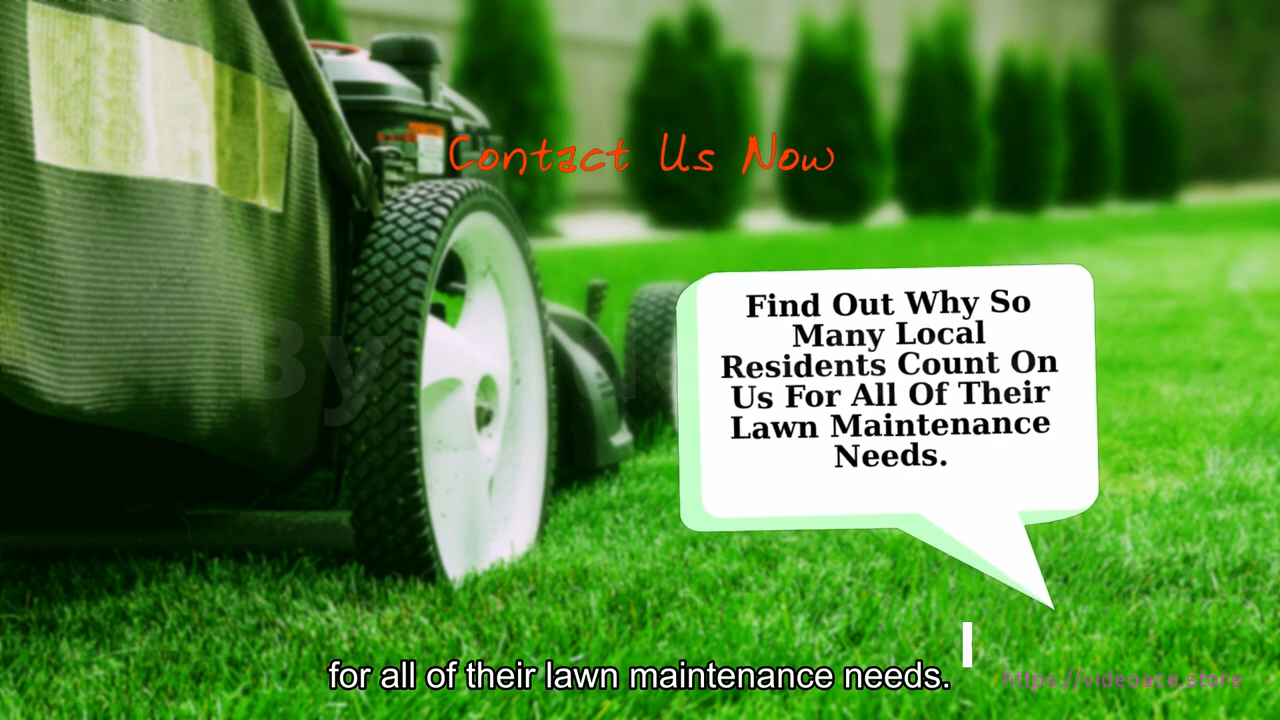 Contact Us Now
Find Out Why So
Many Local
Residents Count On
Us For All Of Their
Lawn Maintenance
Needs.
By
for all of their lawn maintenance needs.
https://videoace.store